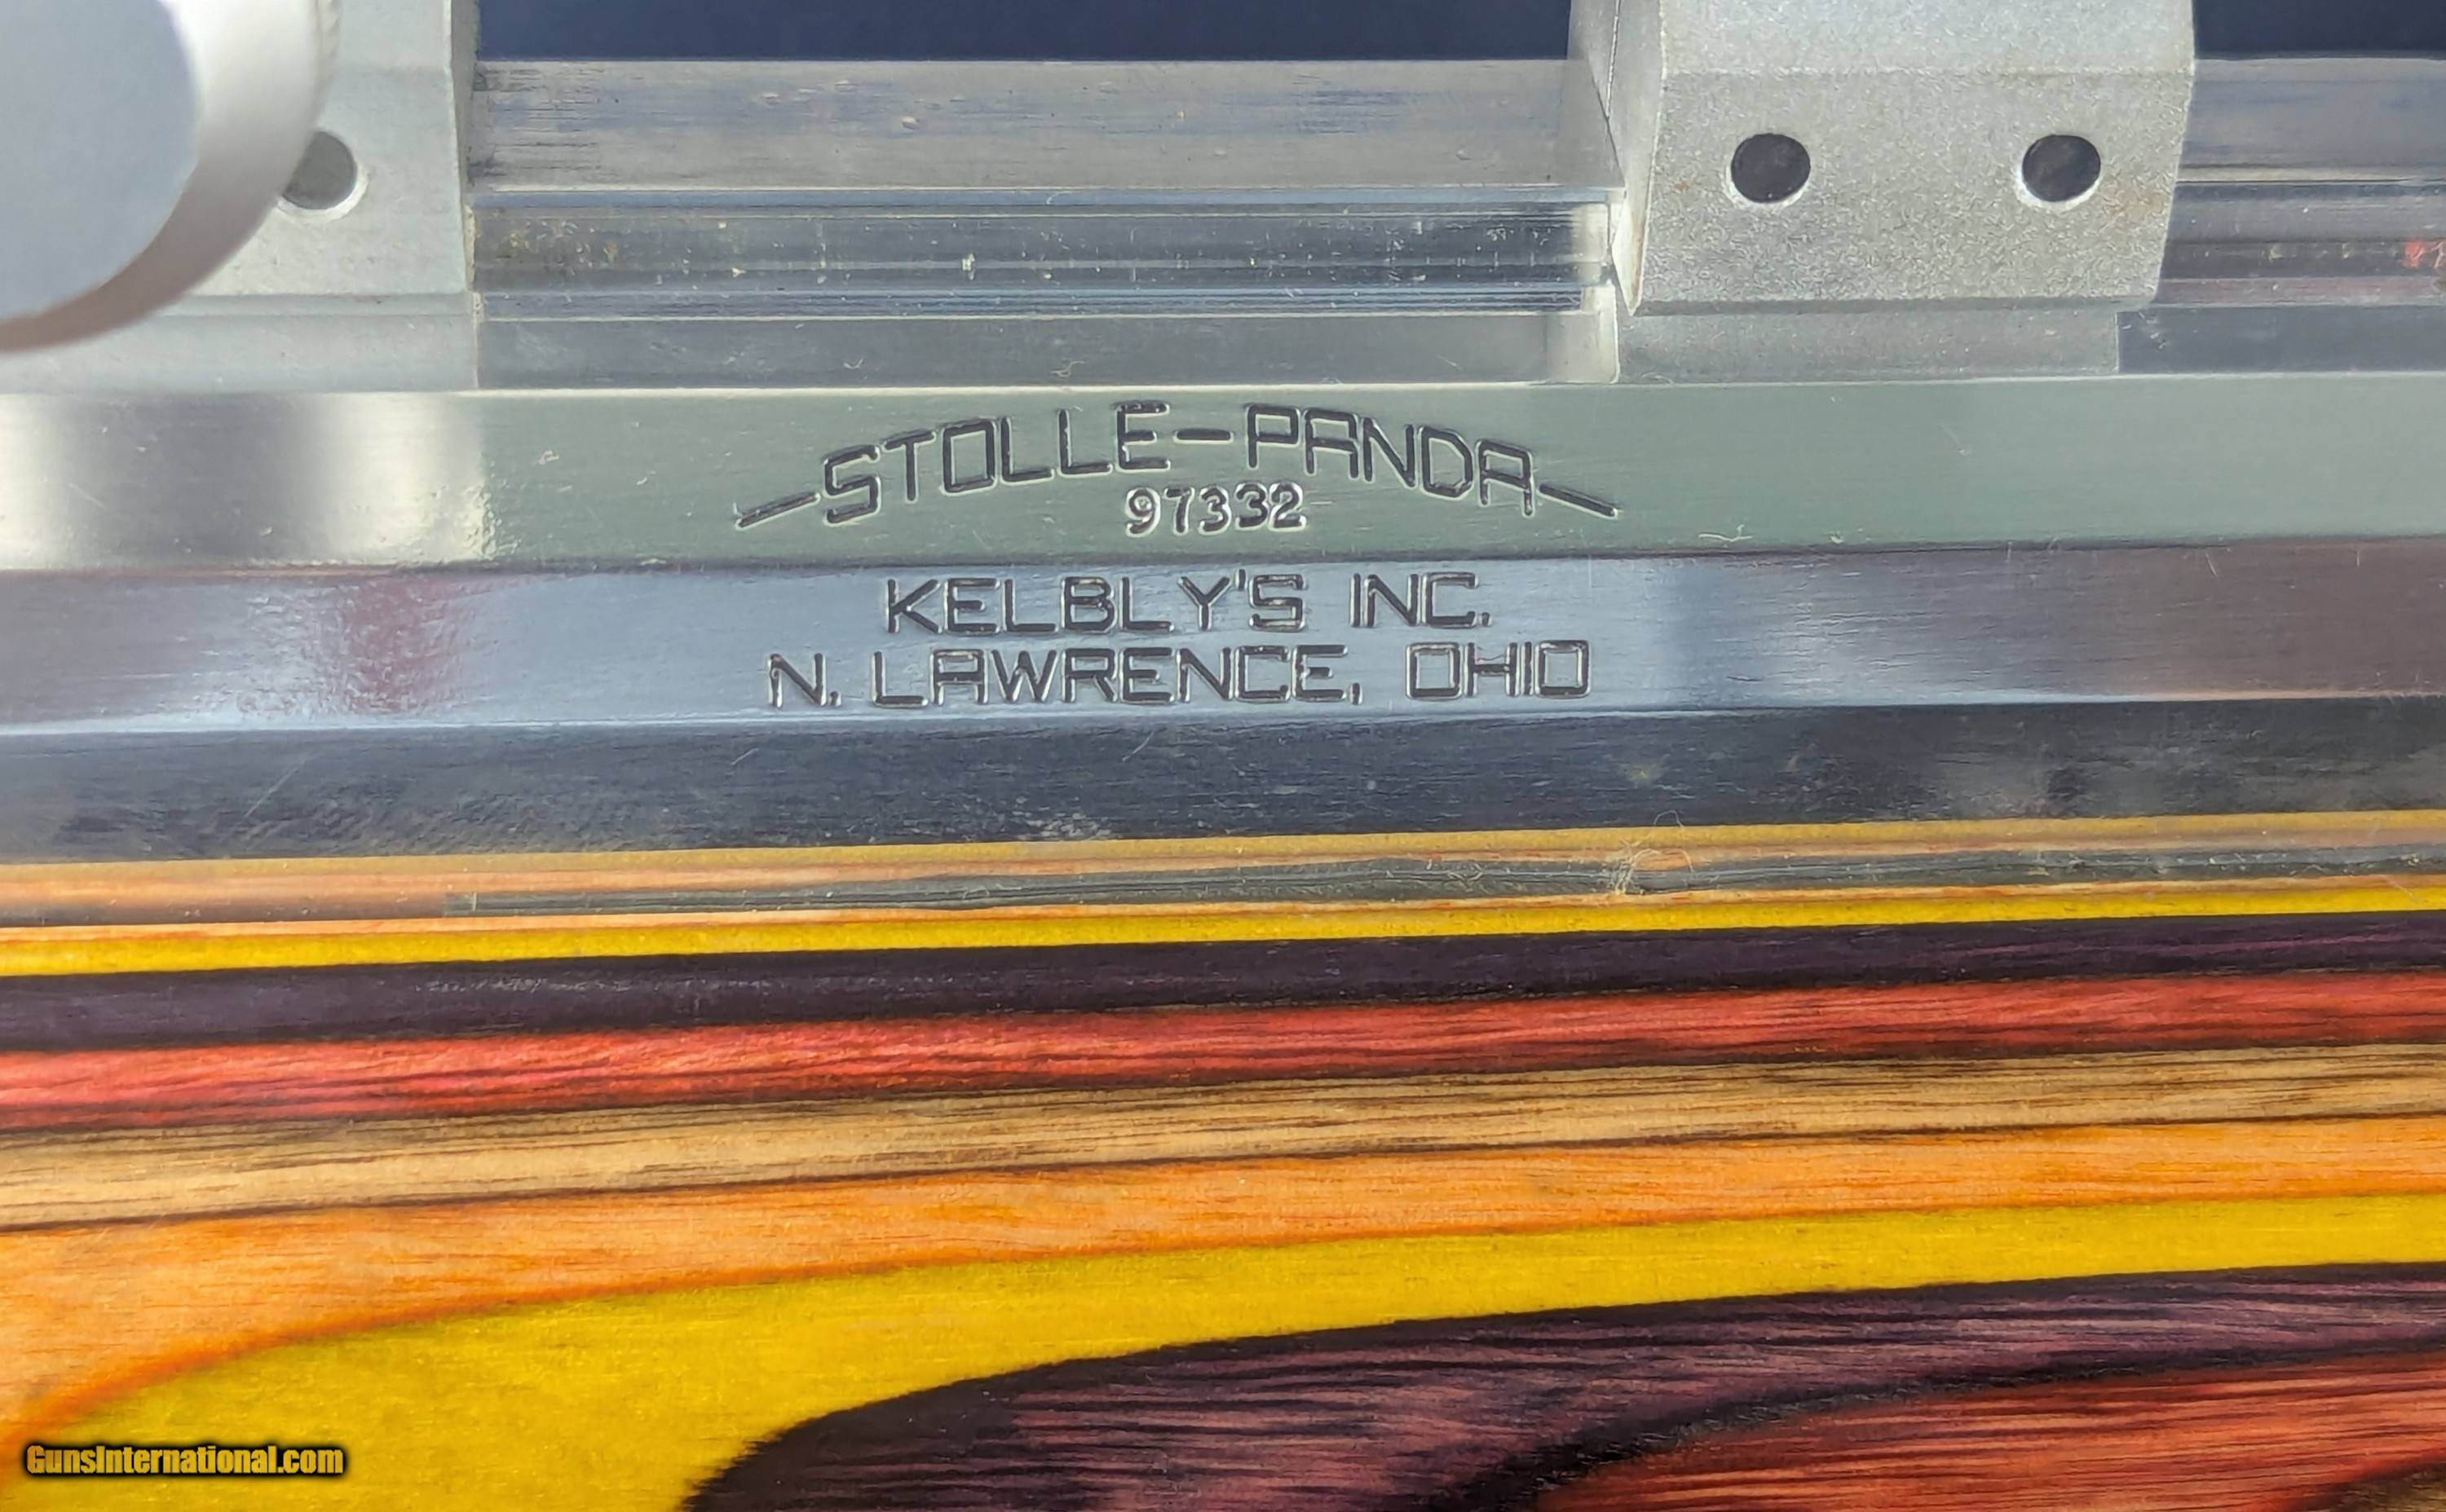 —STOLLE—PANDA—
97332
KELBLY'S INC.
N. LAWRENCE, OHIO
GunsInternational.com